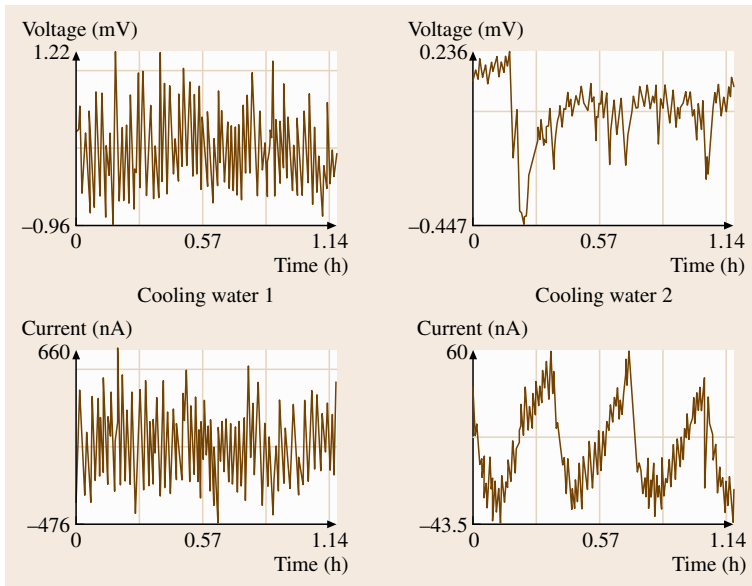 Voltage (mV)
1.22
–0.96
0
0.57
1.14
Time (h)
Voltage (mV)
0.236
–0.447
0
0.57
1.14
Time (h)
Cooling water 1
Cooling water 2
Current (nA)
660
–476
0
0.57
1.14
Time (h)
Current (nA)
60
–43.5
0
0.57
1.14
Time (h)